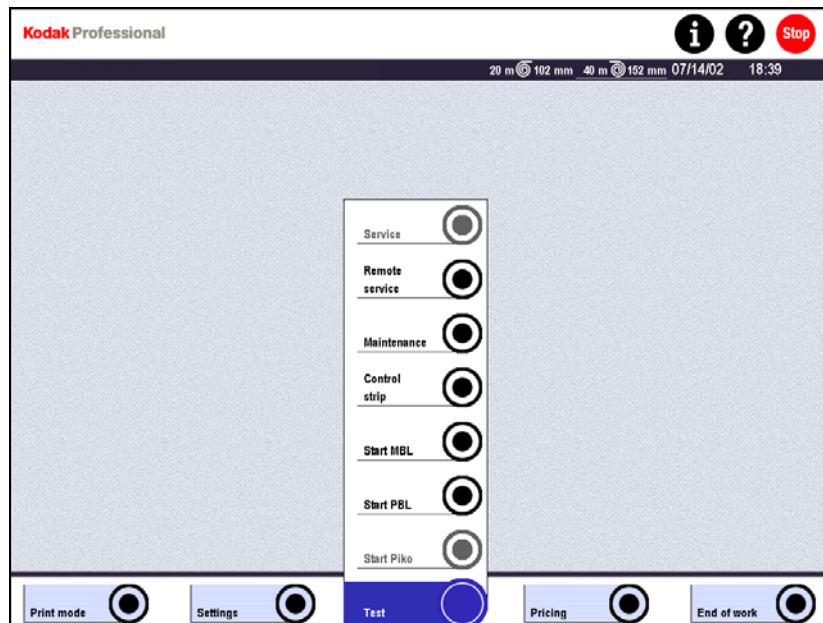 Kodak Professional
i ? Stop
20 m 102 mm 40 m 152 mm 07/14/02 18:39
Service
Remote
service
Maintenance
Control
strip
Start MBL
Start PBL
Start Piko
Print mode Settings Test Pricing End of work